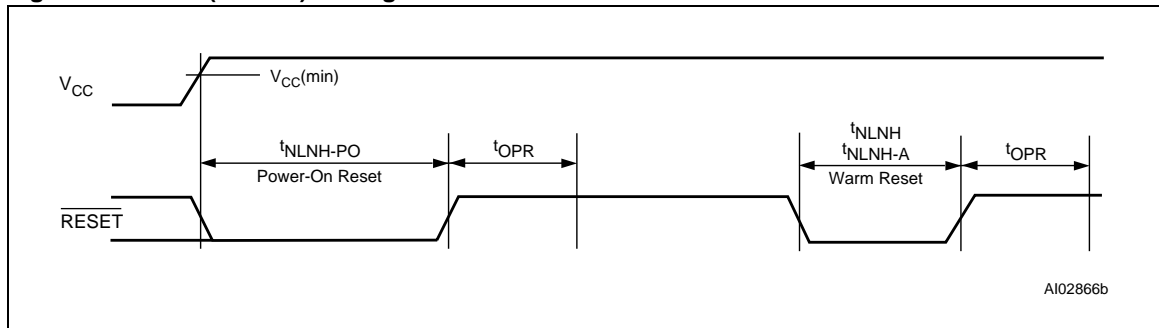 VCC
VCC(min)
tNLNH-PO
Power-On Reset
tOPR
tNLNH
tNLNH-A
Warm Reset
tOPR
RESET
AI02866b